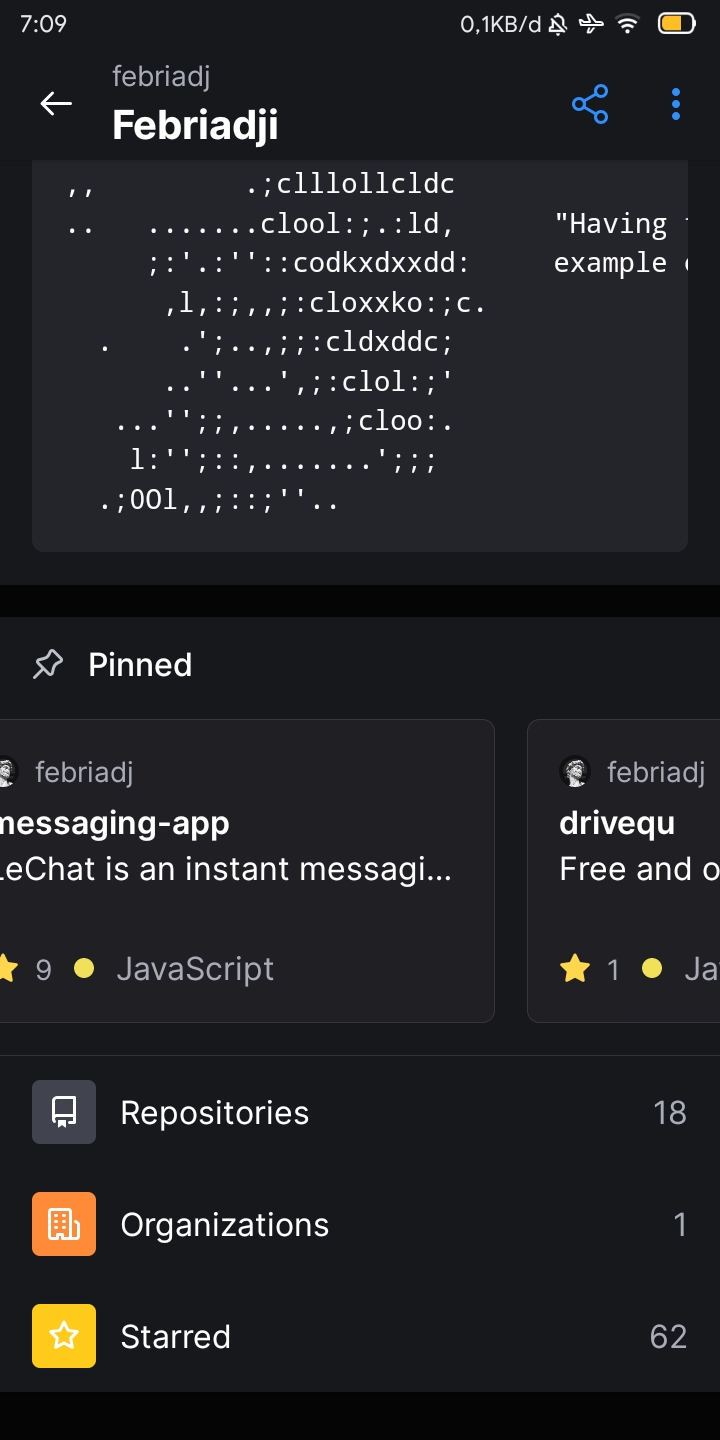 7:09
0,1KB/d
febriadj
Febriadji
,,         .;clllollcldc
..   .......clool:;.:ld,      "Having
     ;:'.:''::codkxdxxdd:     example
      ,l,:;,,;:cloxxko:;c.
  .    .';..,;;:cldxddc;
      ..''...',;:clol:;'
   ...'';;,.....,;cloo:.
    l:'';::,.......';;;
  .;OOl,,;::;''..
Pinned
febriadj
messaging-app
LeChat is an instant messagi...
9 JavaScript
febriadj
drivequ
Free and o
1 Ja
Repositories 18
Organizations 1
Starred 62